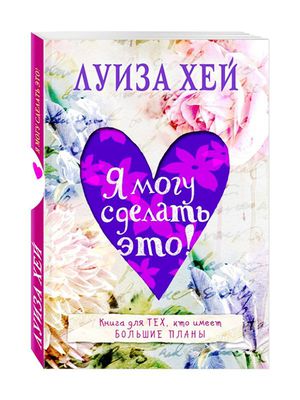 ЛУИЗА ХЕЙ
Я могу
сделать
это!
Книга для ТЕХ, кто имеет
БОЛЬШИЕ ПЛАНЫ
Я МОГУ СДЕЛАТЬ ЭТО!
ЛУИЗА ХЕЙ